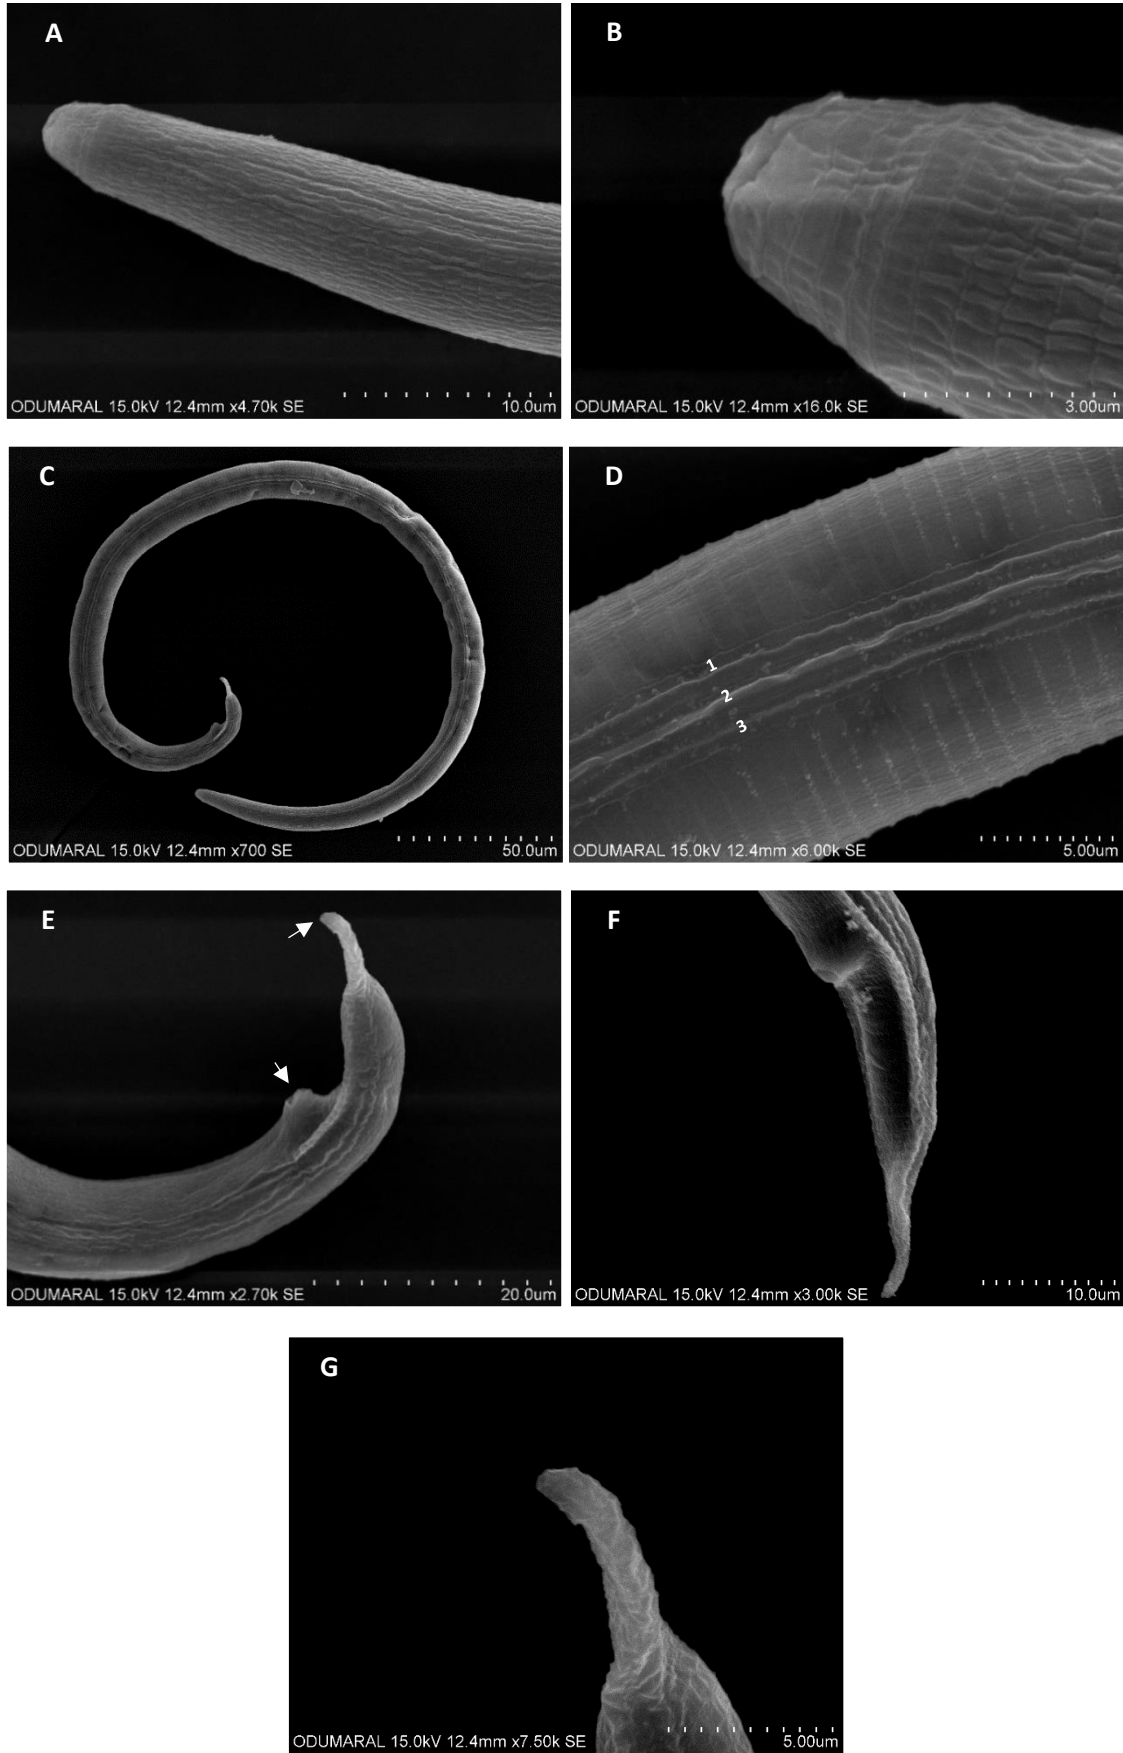 A
ODUMARAL 15.0kV 12.4mm x4.70k SE 10.0um
B
ODUMARAL 15.0kV 12.4mm x16.0k SE 3.00um
C
ODUMARAL 15.0kV 12.4mm x700 SE 50.0um
D
1
2
3
ODUMARAL 15.0kV 12.4mm x6.00k SE 5.00um
E
ODUMARAL 15.0kV 12.4mm x2.70k SE 20.0um
F
ODUMARAL 15.0kV 12.4mm x3.00k SE 10.0um
G
ODUMARAL 15.0kV 12.4mm x7.50k SE 5.00um